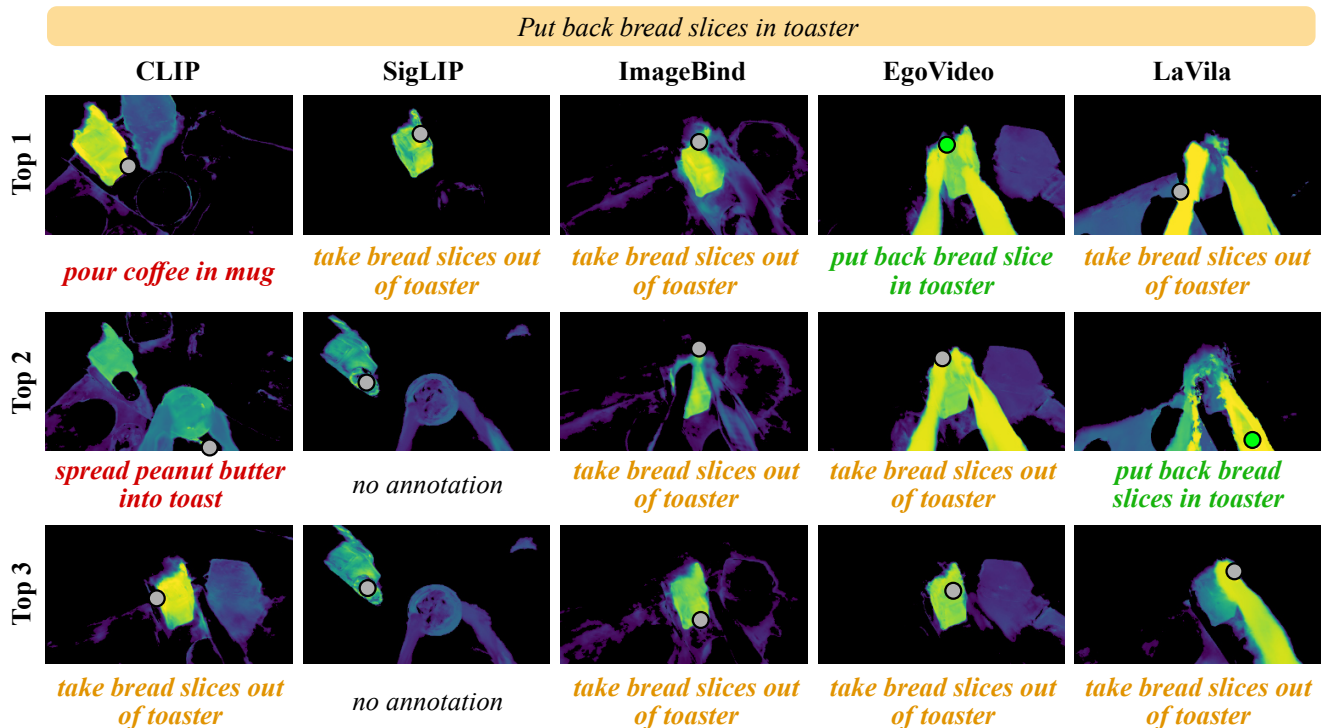 Put back bread slices in toaster
CLIP SigLIP ImageBind EgoVideo LaVila
Top 1
pour coffee in mug
take bread slices out
of toaster
take bread slices out
of toaster
put back bread slice
in toaster
take bread slices out
of toaster
Top 2
spread peanut butter
into toast
no annotation
take bread slices out
of toaster
take bread slices out
of toaster
put back bread
slices in toaster
Top 3
take bread slices out
of toaster
no annotation
take bread slices out
of toaster
take bread slices out
of toaster
take bread slices out
of toaster